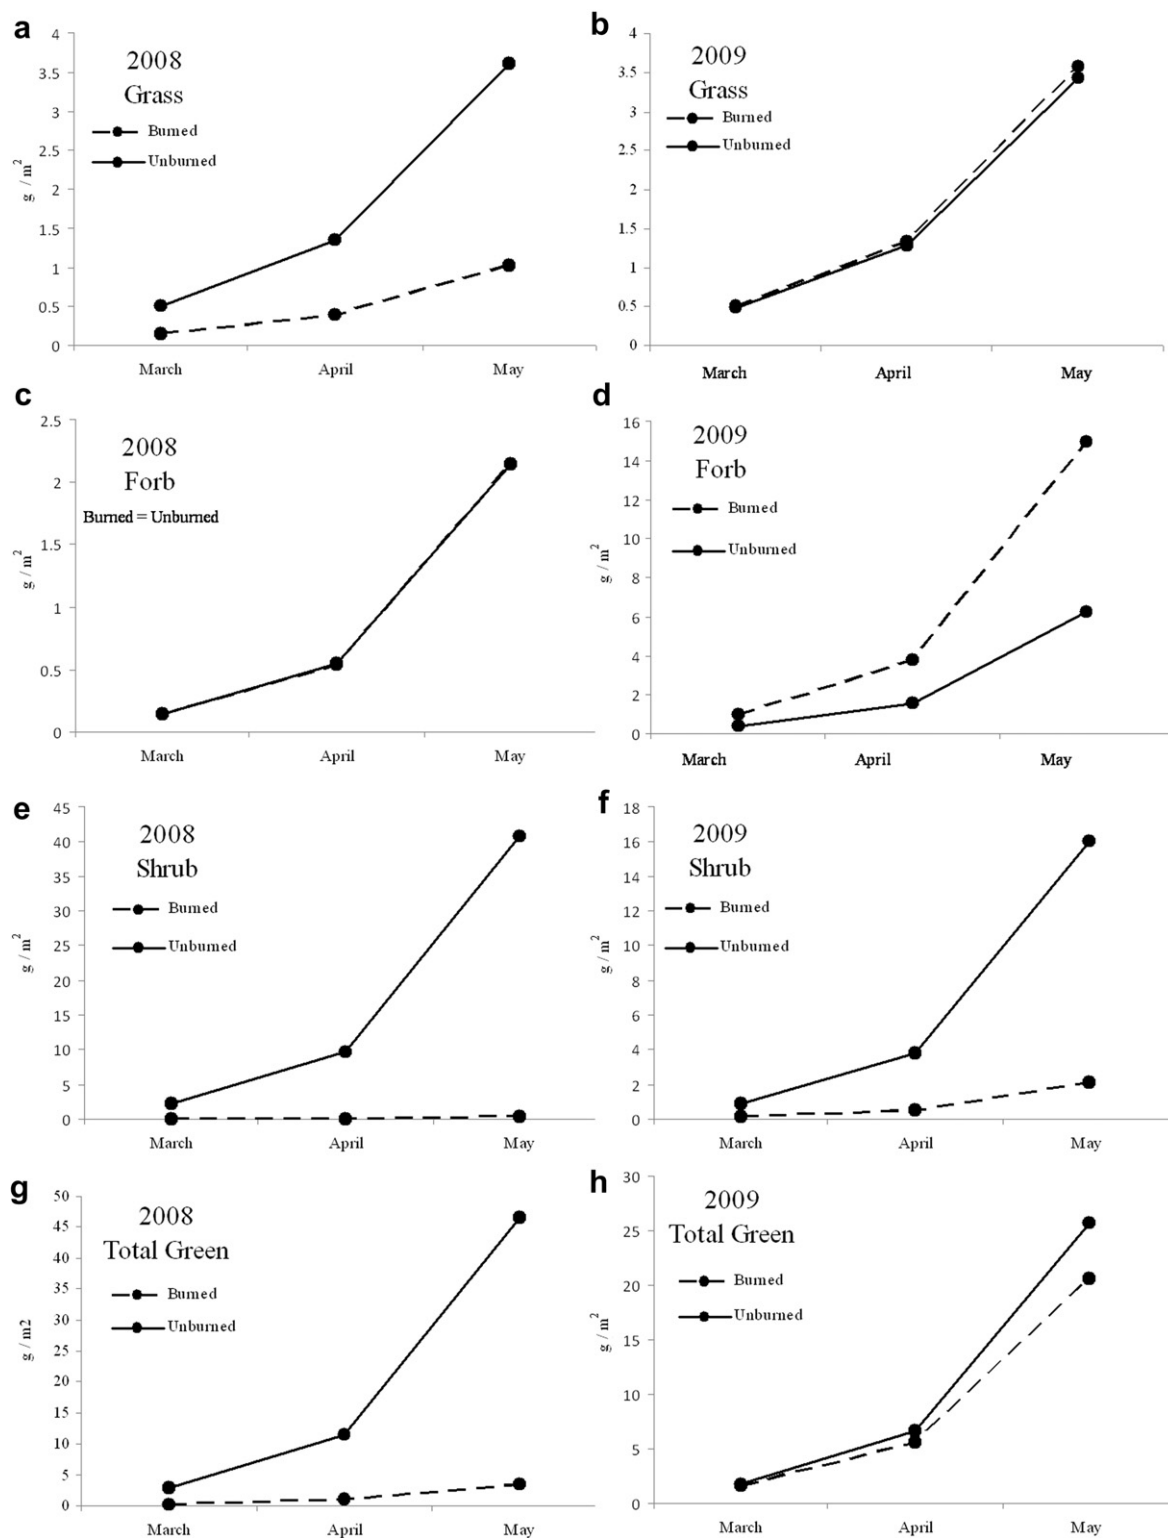 a
4
3.5
3
2.5
2
1.5
1
0.5
0
g / m2
2008
Grass
Burned
Unburned
March April May
b
4
3.5
3
2.5
2
1.5
1
0.5
0
2009
Grass
Burned
Unburned
March April May
c
2.5
2
1.5
1
0.5
0
g / m2
2008
Forb
Burned = Unburned
March April May
d
16
14
12
10
8
6
4
2
0
g / m2
2009
Forb
Burned
Unburned
March April May
e
45
40
35
30
25
20
15
10
5
0
g / m2
2008
Shrub
Burned
Unburned
March April May
f
18
16
14
12
10
8
6
4
2
0
g / m2
2009
Shrub
Burned
Unburned
March April May
g
50
45
40
35
30
25
20
15
10
5
0
g / m2
2008
Total Green
Burned
Unburned
March April May
h
30
25
20
15
10
5
0
g / m2
2009
Total Green
Burned
Unburned
March April May